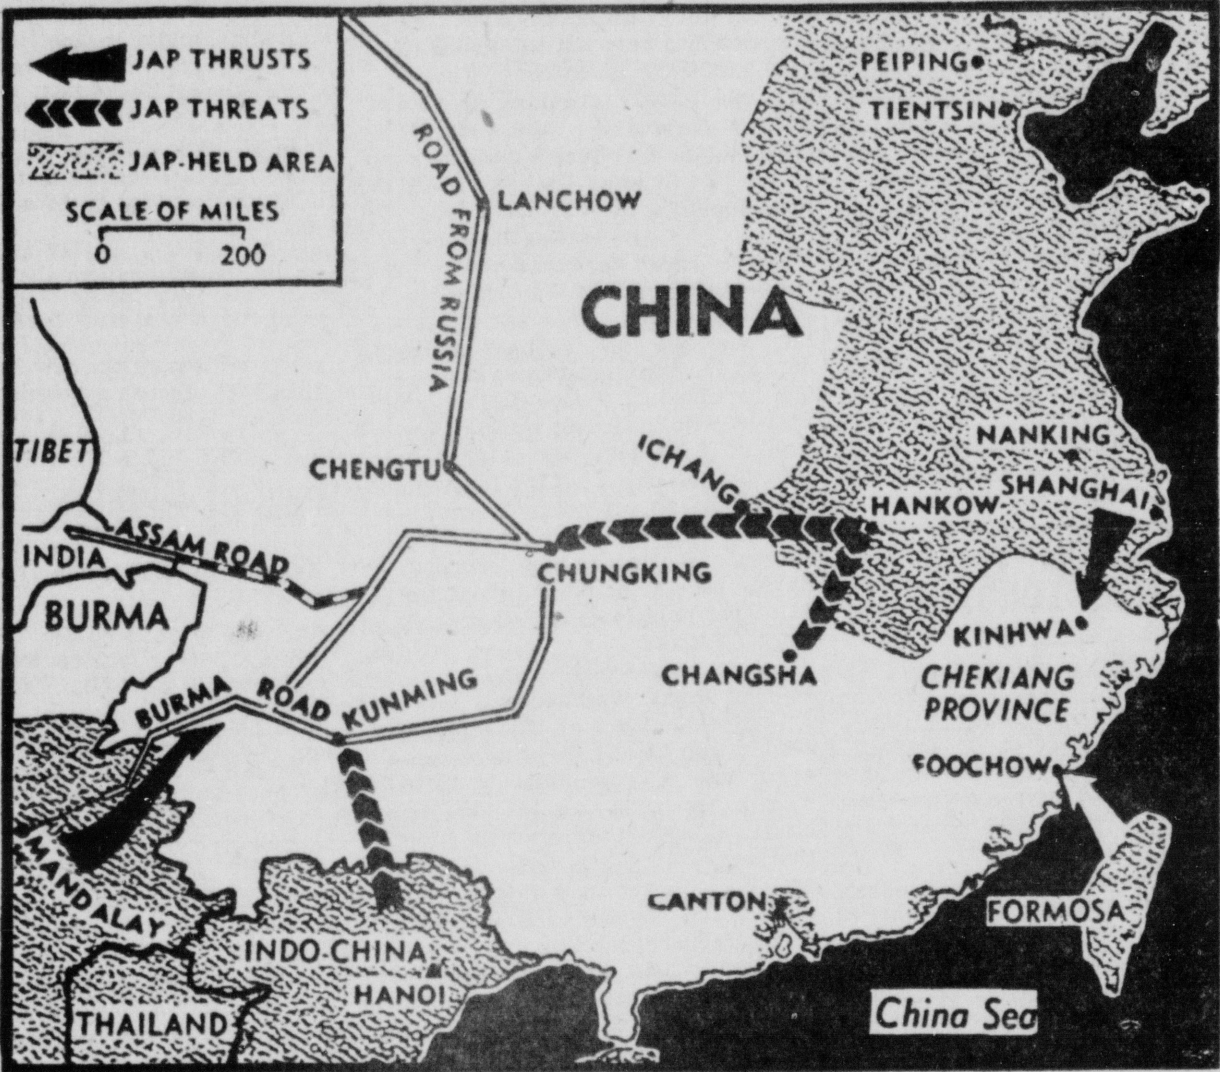 JAP THRUSTS
JAP THREATS
JAP-HELD AREA
SCALE OF MILES
0 200
PEIPING
TIENTSIN
ROAD FROM RUSSIA
LANCHOW
CHINA
TIBET
CHENGTU
ICHANG
NANKING
SHANGHAI
HANKOW
ASSAM ROAD
INDIA
CHUNGKING
BURMA
KINHWA
CHANGSHA
CHEKIANG
PROVINCE
BURMA ROAD
KUNMING
FOOCHOW
MANDALAY
CANTON
FORMOSA
INDO-CHINA
HANOI
THAILAND
China Sea